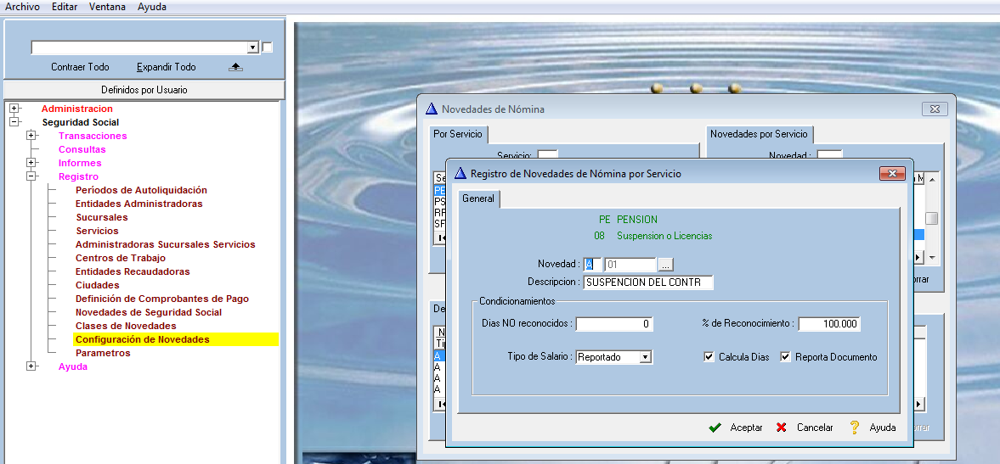 Archivo Editar Ventana Ayuda
Contraer Todo Expandir Todo
Definidos por Usuario
Administracion
Seguridad Social
Transacciones
Consultas
Informes
Registro
Períodos de Autoliquidación
Entidades Administradoras
Sucursales
Servicios
Administradoras Sucursales Servicios
Centros de Trabajo
Entidades Recaudadoras
Ciudades
Definición de Comprobantes de Pago
Novedades de Seguridad Social
Clases de Novedades
Configuración de Novedades
Parametros
Ayuda
Novedades de Nómina
Por Servicio Novedades por Servicio
Servicio: Novedad :
Se
PE
PS
RF
SF
De
N
Tip
A
A
A
A
Registro de Novedades de Nómina por Servicio
General
PE PENSION
08 Suspension o Licencias
Novedad : A 01 ...
Descripcion : SUSPENCION DEL CONTR
Condicionamientos
Dias NO reconocidos : 0 % de Reconocimiento : 100.000
Tipo de Salario : Reportado Calcula Dias Reporta Documento
Aceptar Cancelar Ayuda